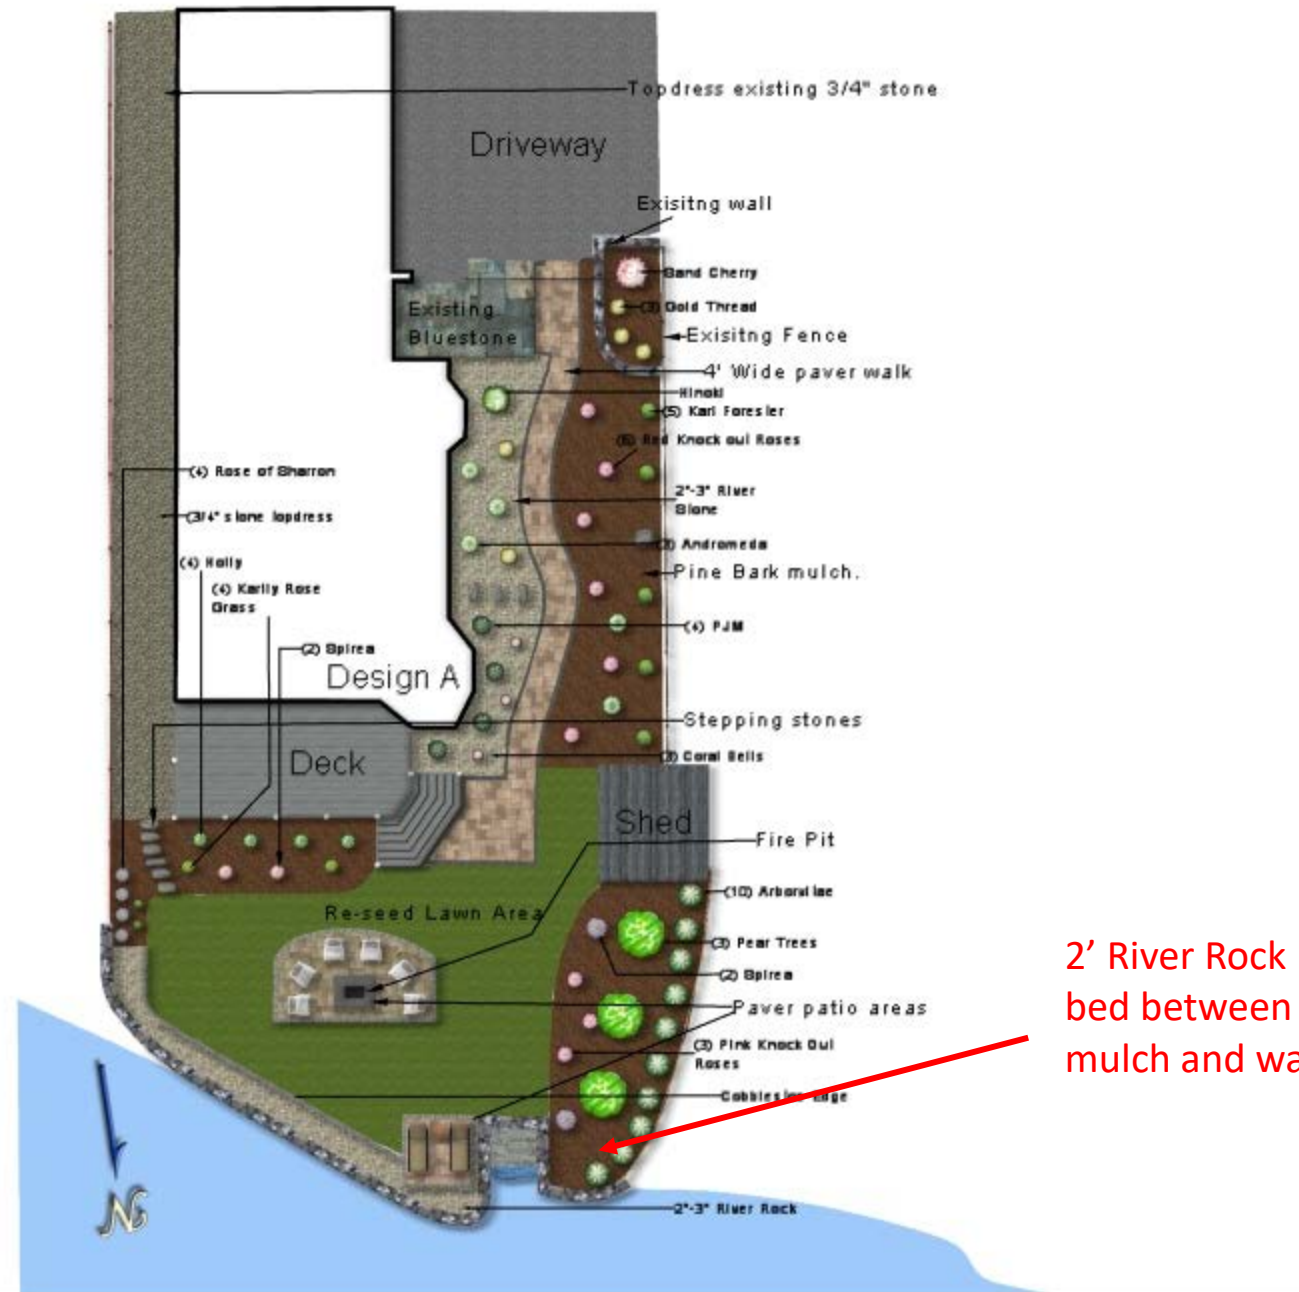 Topdress existing 3/4" stone
Driveway
Exisitng wall
Sand Cherry
(3) Gold Thread
Existing
Bluestone
Exisitng Fence
4' Wide paver walk
Hinoki
(5) Karl Forester
(6) Red Knock out Roses
(4) Rose of Sharron
2"-3" River
Stone
(3/4" stone topdress
(3) Andromeda
(4) Holly
Pine Bark mulch.
(4) Karlly Rose
Grass
(4) PJM
(2) Spirea
Design A
Stepping stones
Deck
(3) Coral Bells
Shed
Fire Pit
(10) Arborvitae
Re-seed Lawn Area
(3) Pear Trees
(2) Spirea
2’ River Rock
bed between
mulch and wa
Paver patio areas
(3) Pink Knock Out
Roses
Edge
N
2"-3" River Rock